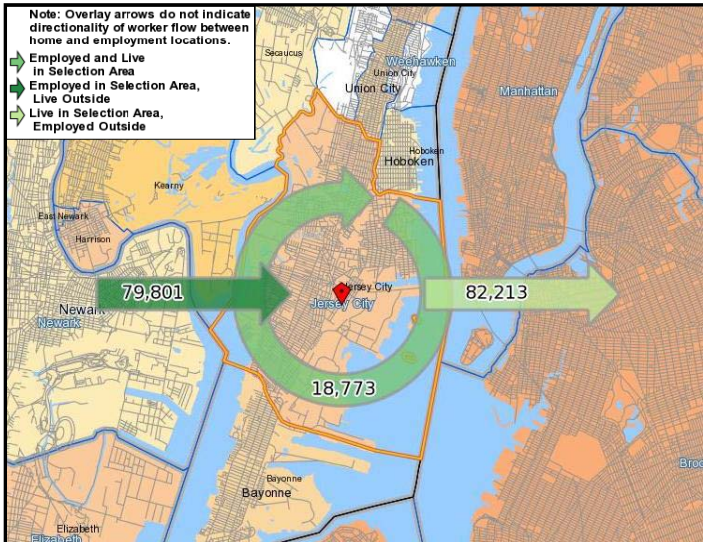 Note: Overlay arrows do not indicate
directionality of worker flow between
home and employment locations.
Employed and Live
in Selection Area
Employed in Selection Area,
Live Outside
Live in Selection Area,
Employed Outside
Secaucus
Weehawken
Union City
Union City
Manhattan
Hoboken
Hoboken
Kearny
East Newark
Harrison
79,801
Jersey City
Jersey City
82,213
Newark
Newark
18,773
Bayonne
Bayonne
Elizabeth
Elizabeth